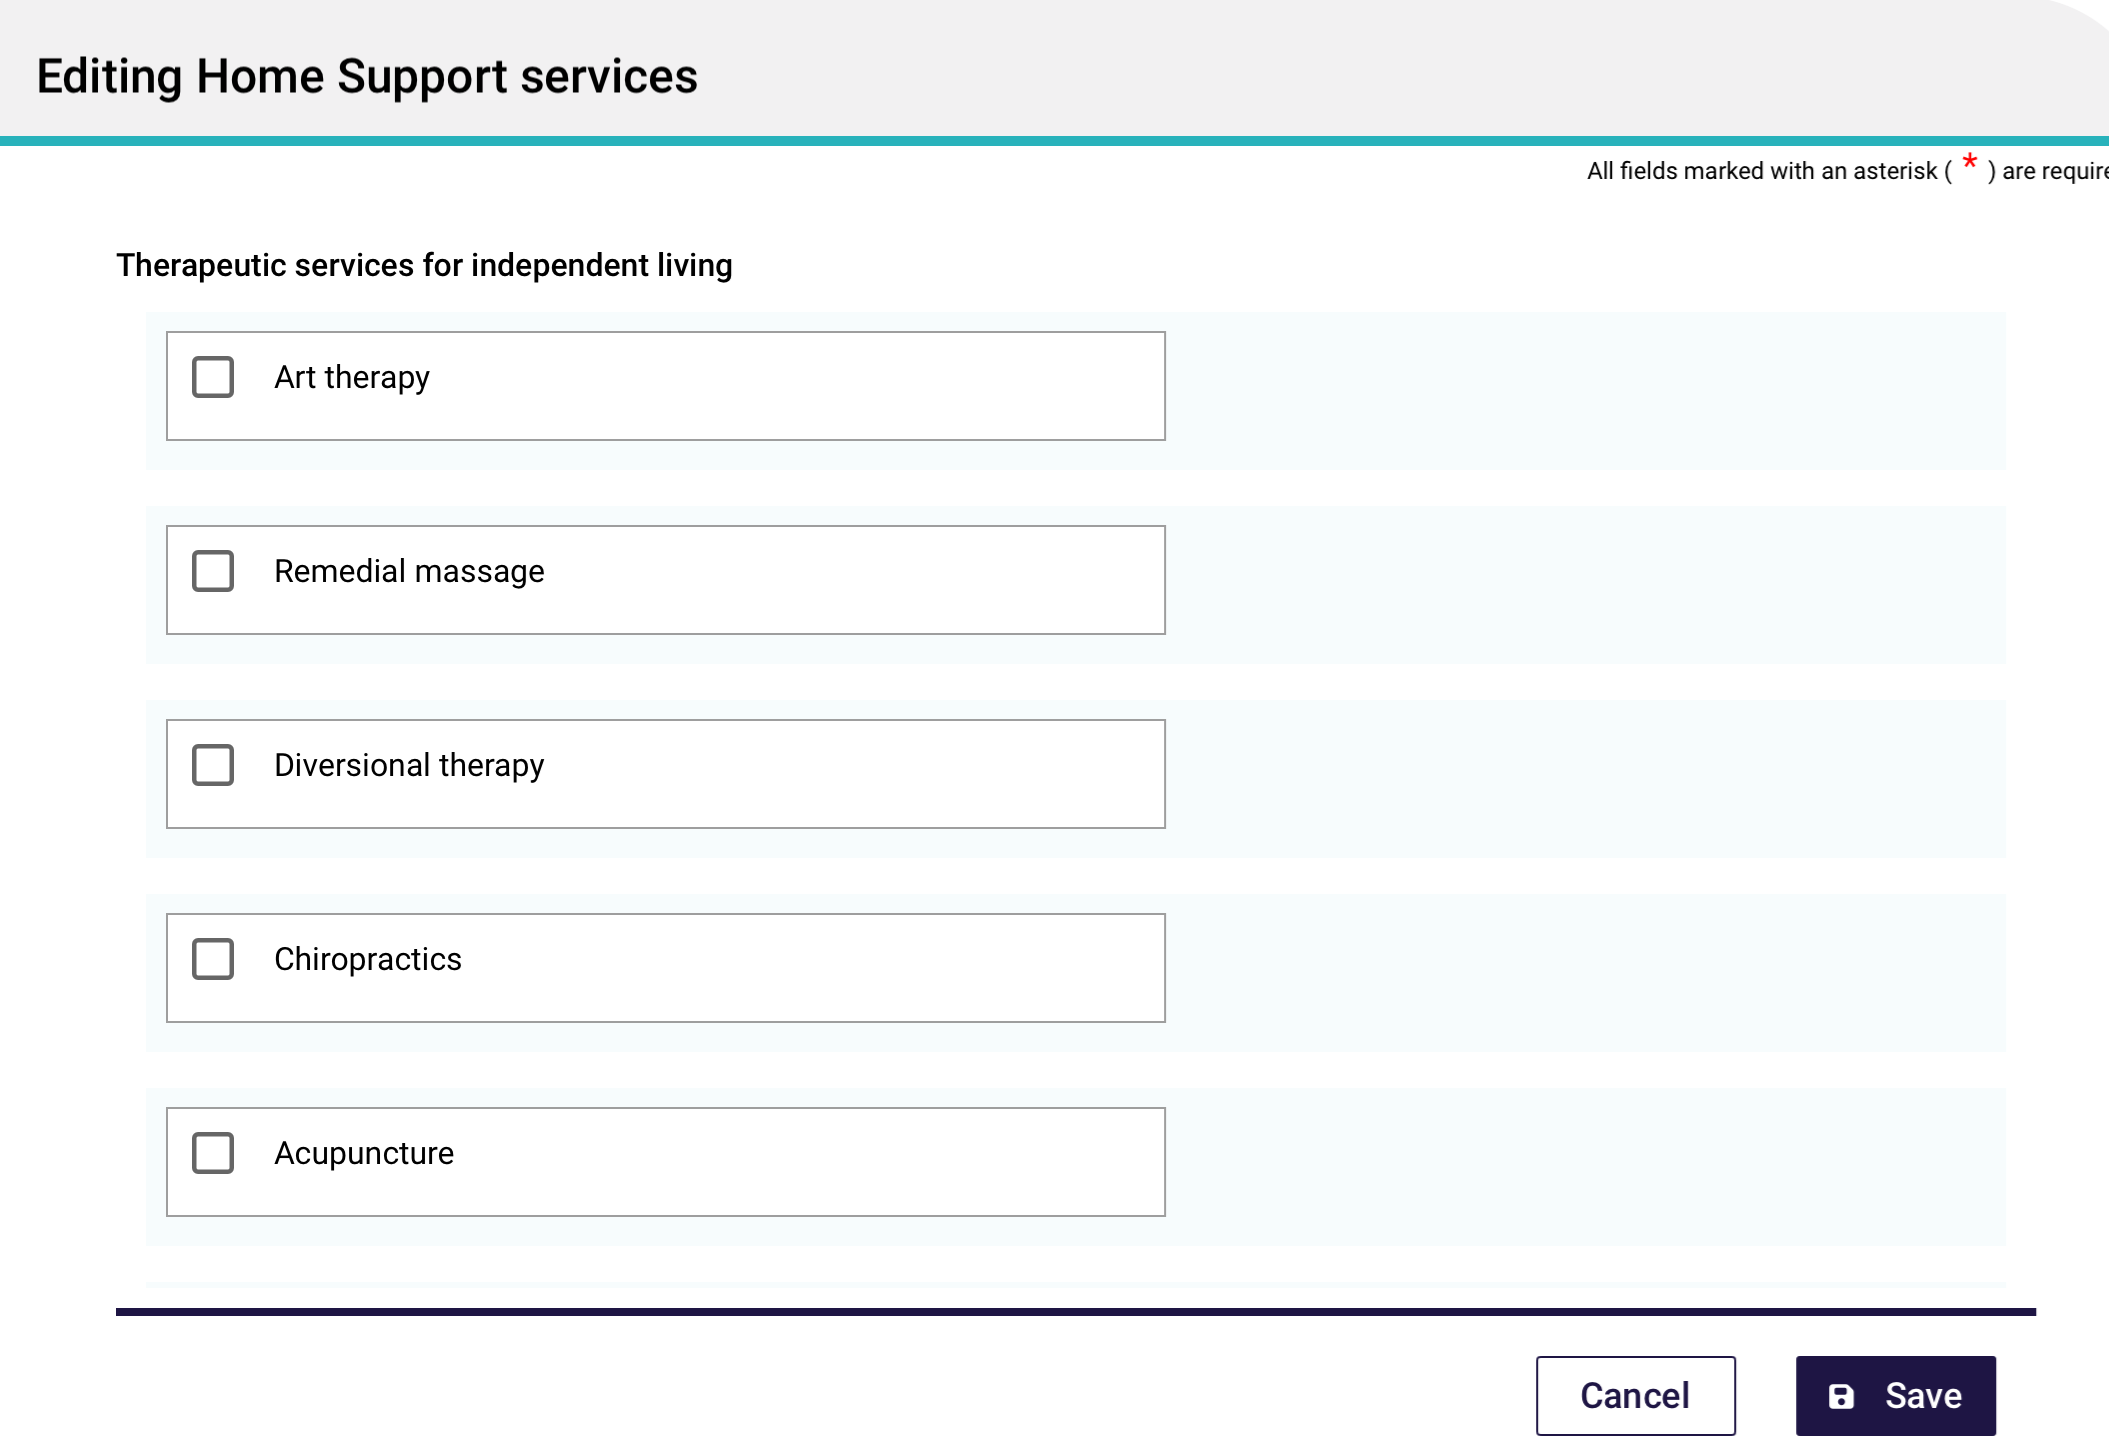 Editing Home Support services
All fields marked with an asterisk ( * ) are
Therapeutic services for independent living
Art therapy
Remedial massage
Diversional therapy
Chiropractics
Acupuncture
Cancel
Save